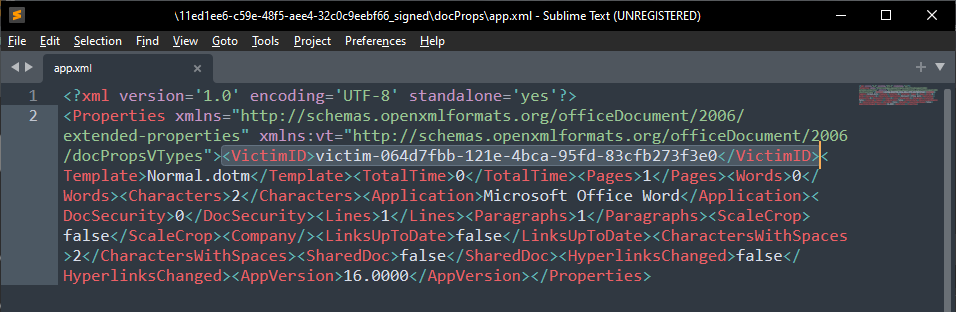 \11ed1ee6-c59e-48f5-aee4-32c0c9eebf66_signed\docProps\app.xml - Sublime Text (UNREGISTERED)
File Edit Selection Find View Goto Tools Project Preferences Help
app.xml
1 <?xml version='1.0' encoding='UTF-8' standalone='yes'?>
2 <Properties xmlns="http://schemas.openxmlformats.org/officeDocument/2006/
extended-properties" xmlns:vt="http://schemas.openxmlformats.org/officeDocument/2006
/docPropsVTypes"><VictimID>victim-064d7fbb-121e-4bca-95fd-83cfb273f3e0</VictimID><
Template>Normal.dotm</Template><TotalTime>0</TotalTime><Pages>1</Pages><Words>0</
Words><Characters>2</Characters><Application>Microsoft Office Word</Application><
DocSecurity>0</DocSecurity><Lines>1</Lines><Paragraphs>1</Paragraphs><ScaleCrop>
false</ScaleCrop><Company/><LinksUpToDate>false</LinksUpToDate><CharactersWithSpaces
>2</CharactersWithSpaces><SharedDoc>false</SharedDoc><HyperlinksChanged>false</
HyperlinksChanged><AppVersion>16.0000</AppVersion></Properties>